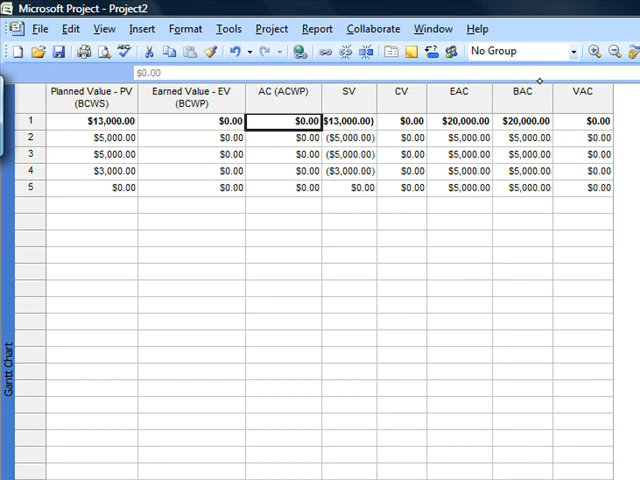 Microsoft Project - Project2
File Edit View Insert Format Tools Project Report Collaborate Window Help
ABC No Group
$0.00
Planned Value - PV (BCWS) Earned Value - EV (BCWP) AC (ACWP) SV CV EAC BAC VAC
1 $13,000.00 $0.00 $0.00 $13,000.00) $0.00 $20,000.00 $20,000.00 $0.00
2 $5,000.00 $0.00 $0.00 ($5,000.00) $0.00 $5,000.00 $5,000.00 $0.00
3 $5,000.00 $0.00 $0.00 ($5,000.00) $0.00 $5,000.00 $5,000.00 $0.00
4 $3,000.00 $0.00 $0.00 ($3,000.00) $0.00 $5,000.00 $5,000.00 $0.00
5 $0.00 $0.00 $0.00 $0.00 $0.00 $5,000.00 $5,000.00 $0.00
Gantt Chart